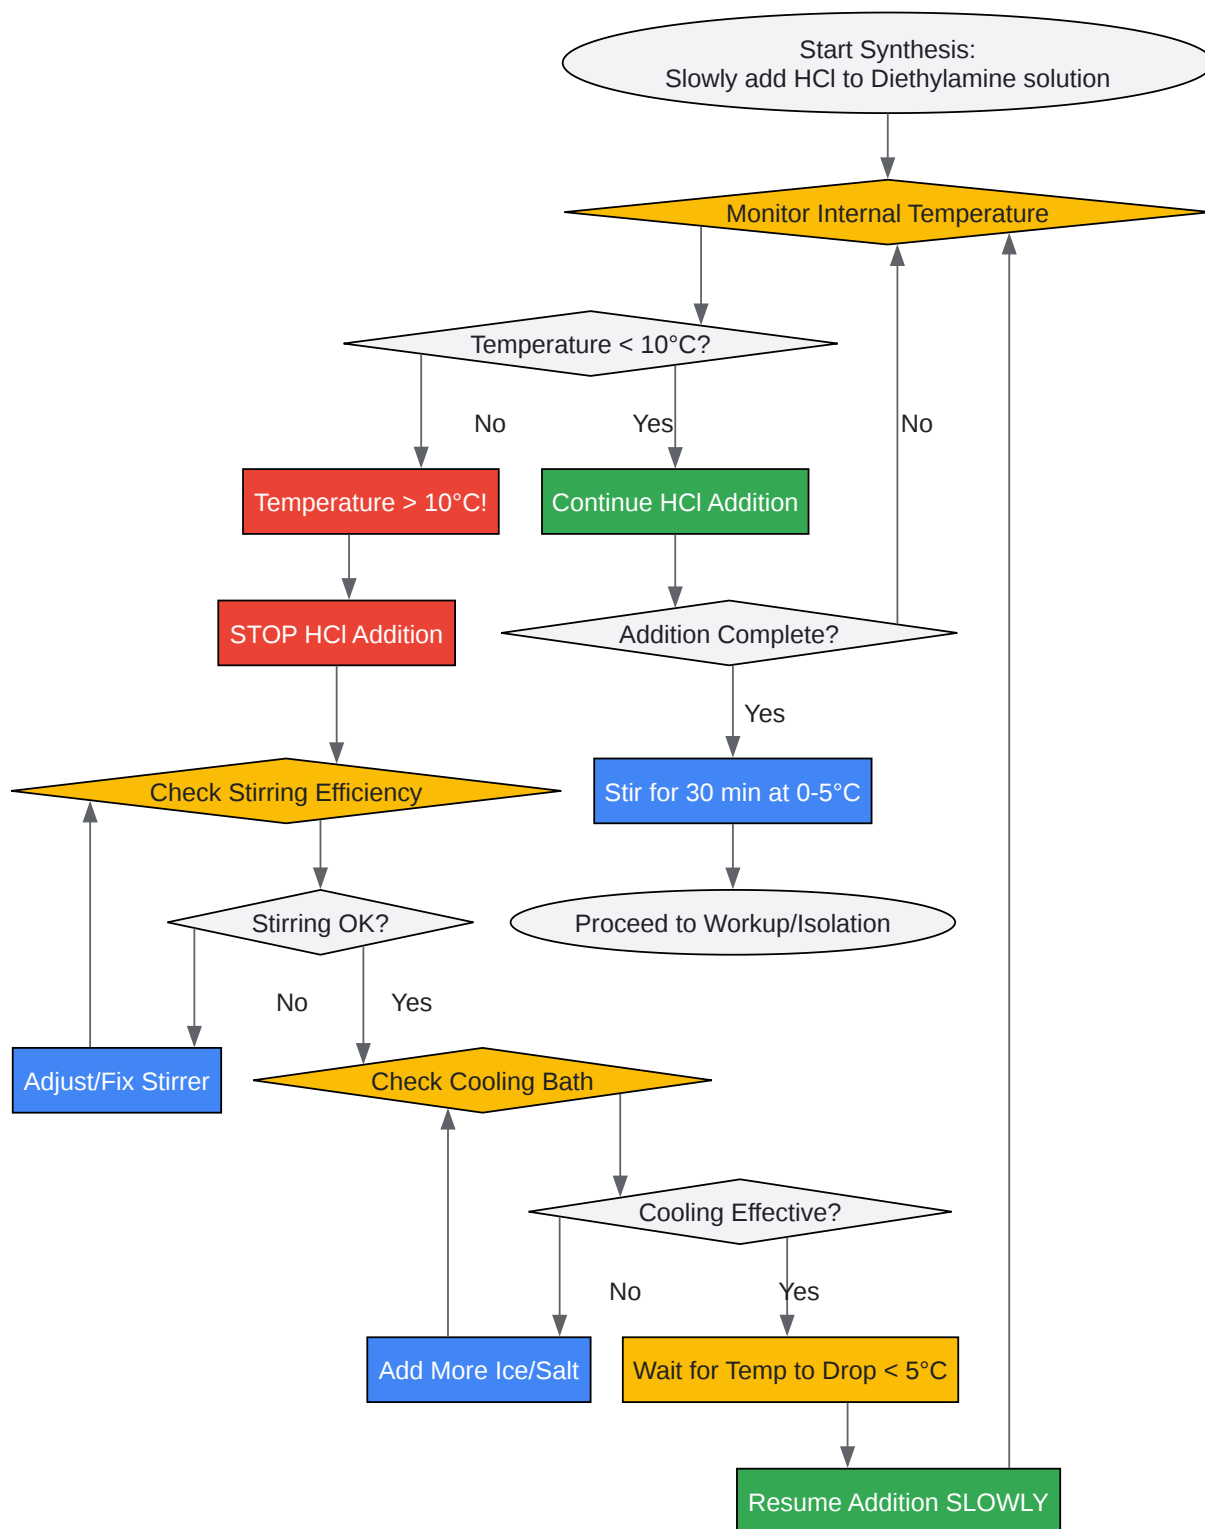 Start Synthesis:
Slowly add HCl to Diethylamine solution
Monitor Internal Temperature
Temperature < 10°C?
No
Yes
No
Temperature > 10°C!
Continue HCl Addition
STOP HCl Addition
Addition Complete?
Yes
Check Stirring Efficiency
Stir for 30 min at 0-5°C
Stirring OK?
Proceed to Workup/Isolation
No
Yes
Adjust/Fix Stirrer
Check Cooling Bath
Cooling Effective?
No
Yes
Add More Ice/Salt
Wait for Temp to Drop < 5°C
Resume Addition SLOWLY